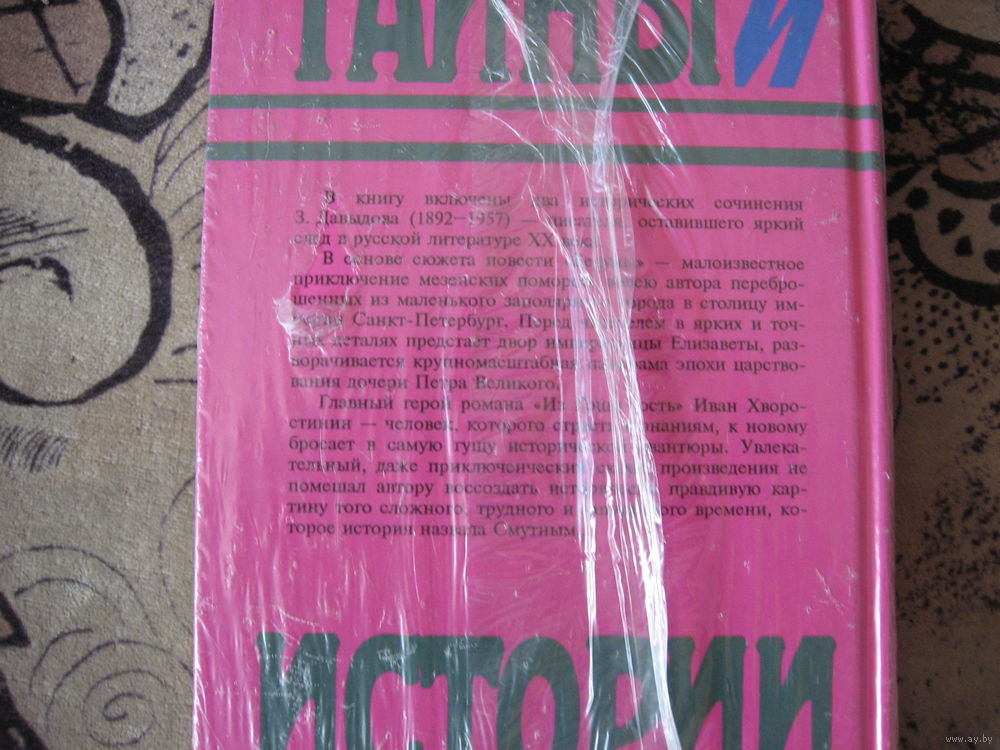 ТАЙНЫ И
В книгу включены два исторических сочинения
З. Давыдова (1892—1957) — писателя, оставившего яркий
след в русской литературе XX века.
В основе сюжета повести — малоизвестное
приключение мезенских поморов, волею автора перебро-
шенных из маленького заполярного города в столицу им-
перии Санкт-Петербург. Перед читателем в ярких и точ-
ных деталях предстаёт двор императрицы Елизаветы, раз-
ворачивается крупномасштабная панорама эпохи царство-
вания дочери Петра Великого.
Главный герой романа «Из Гощи гость» Иван Хворо-
стинин — человек, которого страсть к знаниям, к новому
бросает в самую гущу исторической авантюры. Увлека-
тельный, даже приключенческий сюжет произведения не
помешал автору воссоздать исторически правдивую кар-
тину того сложного, трудного и времени, ко-
торое история назвала Смутным.
ИСТОРИИ
www.ay.by